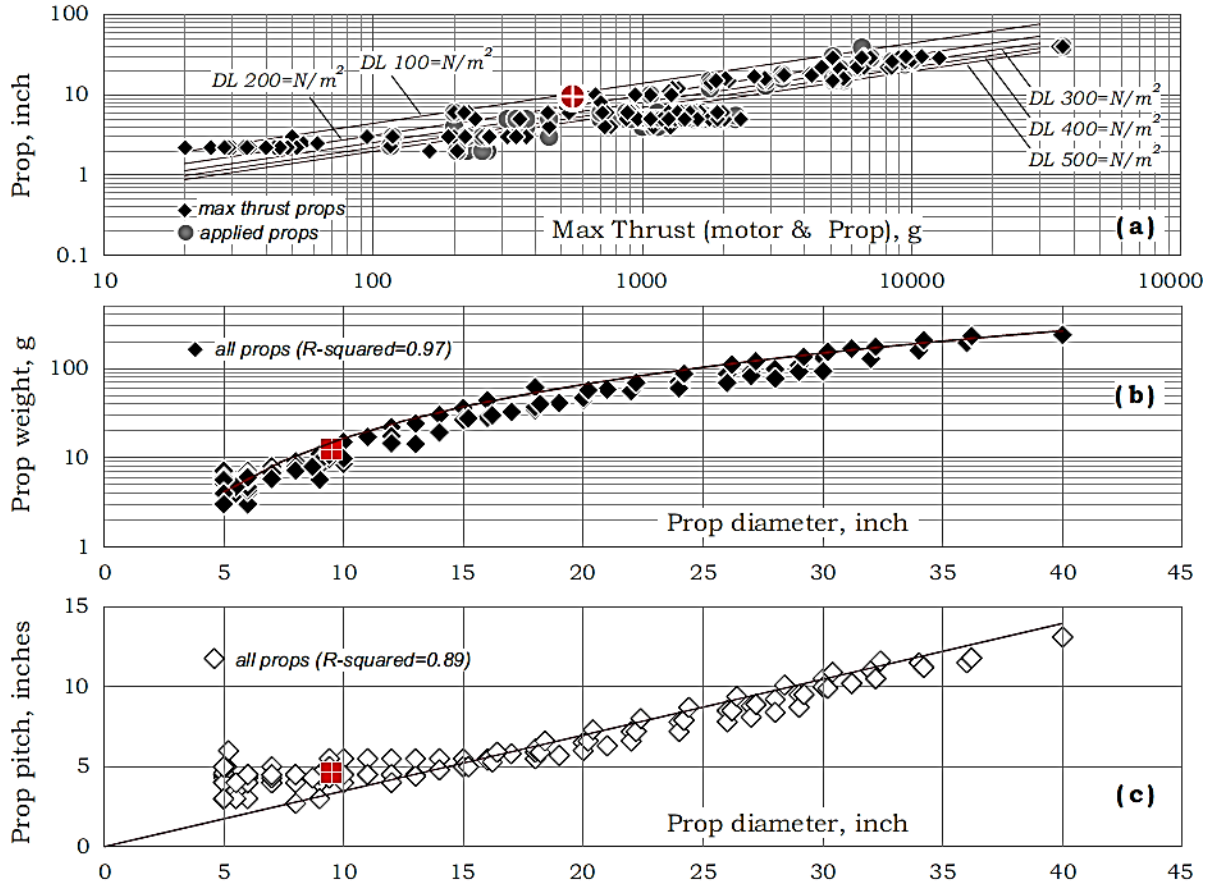 100
10
1
0.1
Prop, inch
DL 200=N/m²
DL 100=N/m²
DL 300=N/m²
DL 400=N/m²
DL 500=N/m²
max thrust props
applied props
Max Thrust (motor & Prop), g
(a)
10 100 1000 10000 10000
100
10
1
Prop weight, g
all props (R-squared=0.97)
(b)
Prop diameter, inch
0 5 10 15 20 25 30 35 40 45
15
10
5
0
Prop pitch, inches
all props (R-squared=0.89)
(c)
Prop diameter, inch
0 5 10 15 20 25 30 35 40 45